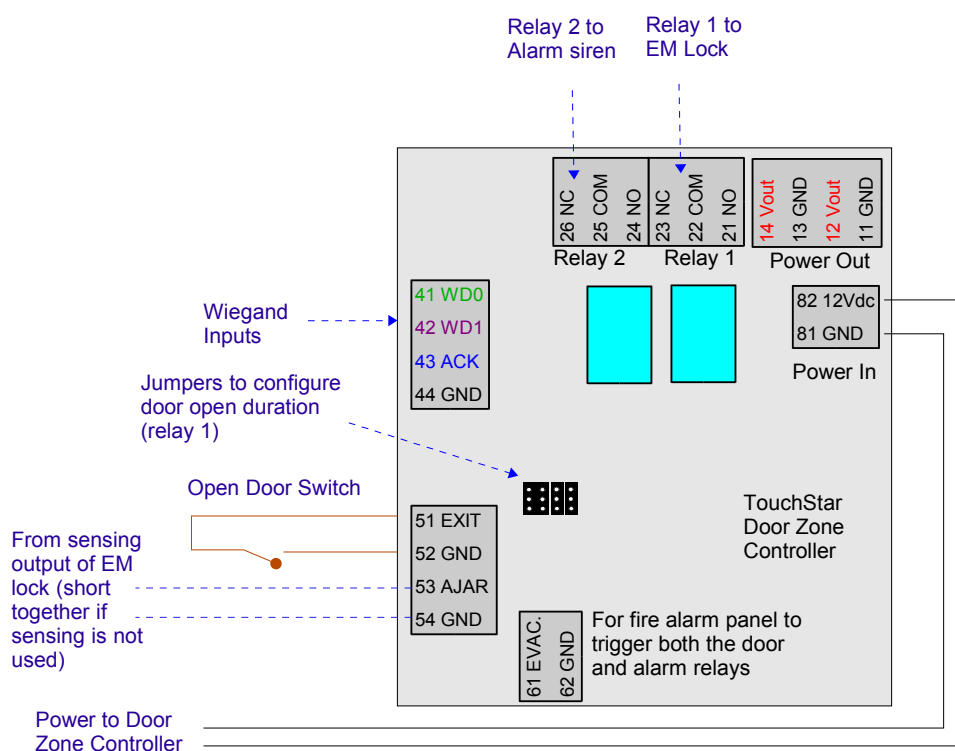 Relay 2 to
Alarm siren
Relay 1 to
EM Lock
26 NC
25 COM
24 NO
23 NC
22 COM
21 NO
14 Vout
13 GND
12 Vout
11 GND
Relay 2
Relay 1
Power Out
82 12Vdc
81 GND
Power In
Wiegand
Inputs
41 WD0
42 WD1
43 ACK
44 GND
Jumpers to configure
door open duration
(relay 1)
Open Door Switch
51 EXIT
52 GND
53 AJAR
54 GND
TouchStar
Door Zone
Controller
From sensing
output of EM
lock (short
together if
sensing is not
used)
61 EVAC.
62 GND
For fire alarm panel to
trigger both the door
and alarm relays
Power to Door
Zone Controller